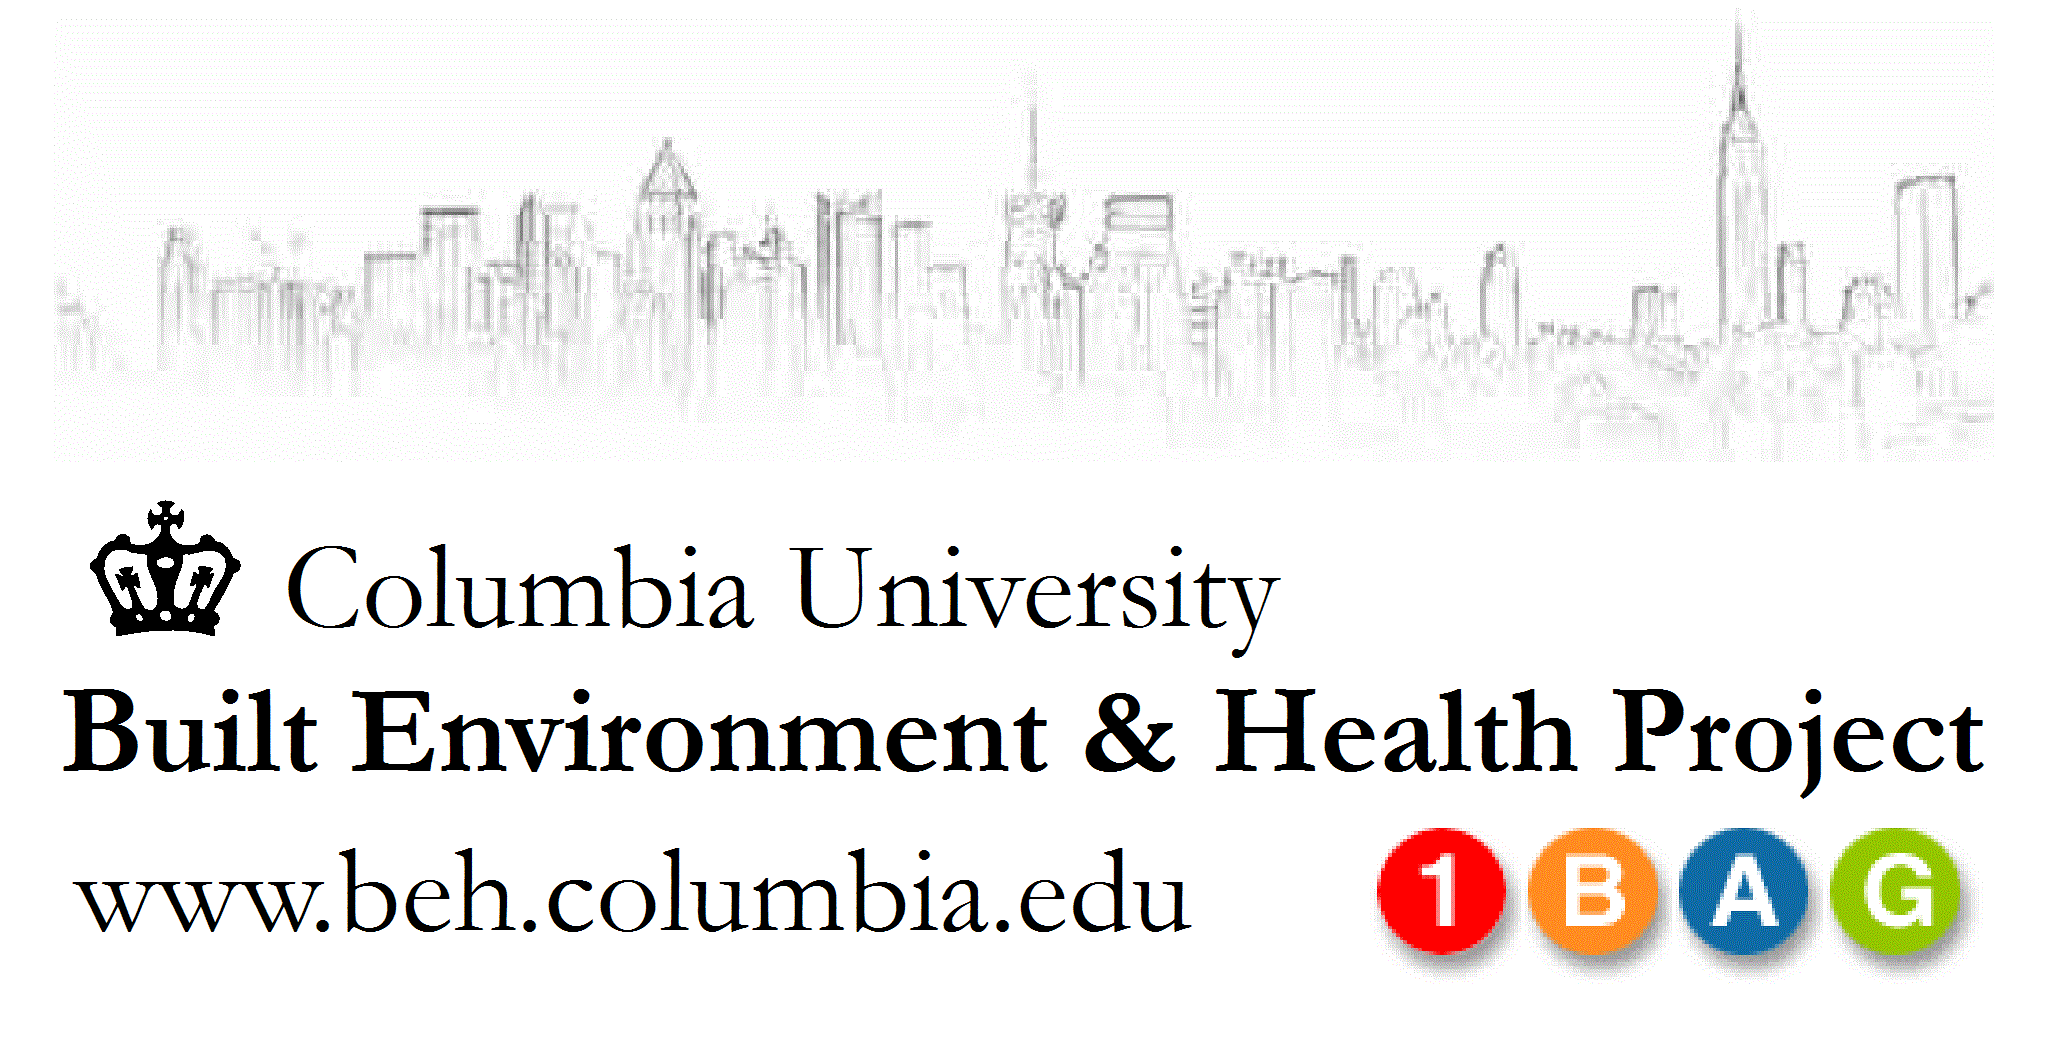 Columbia University
Built Environment & Health Project
www.beh.columbia.edu
1 B A G